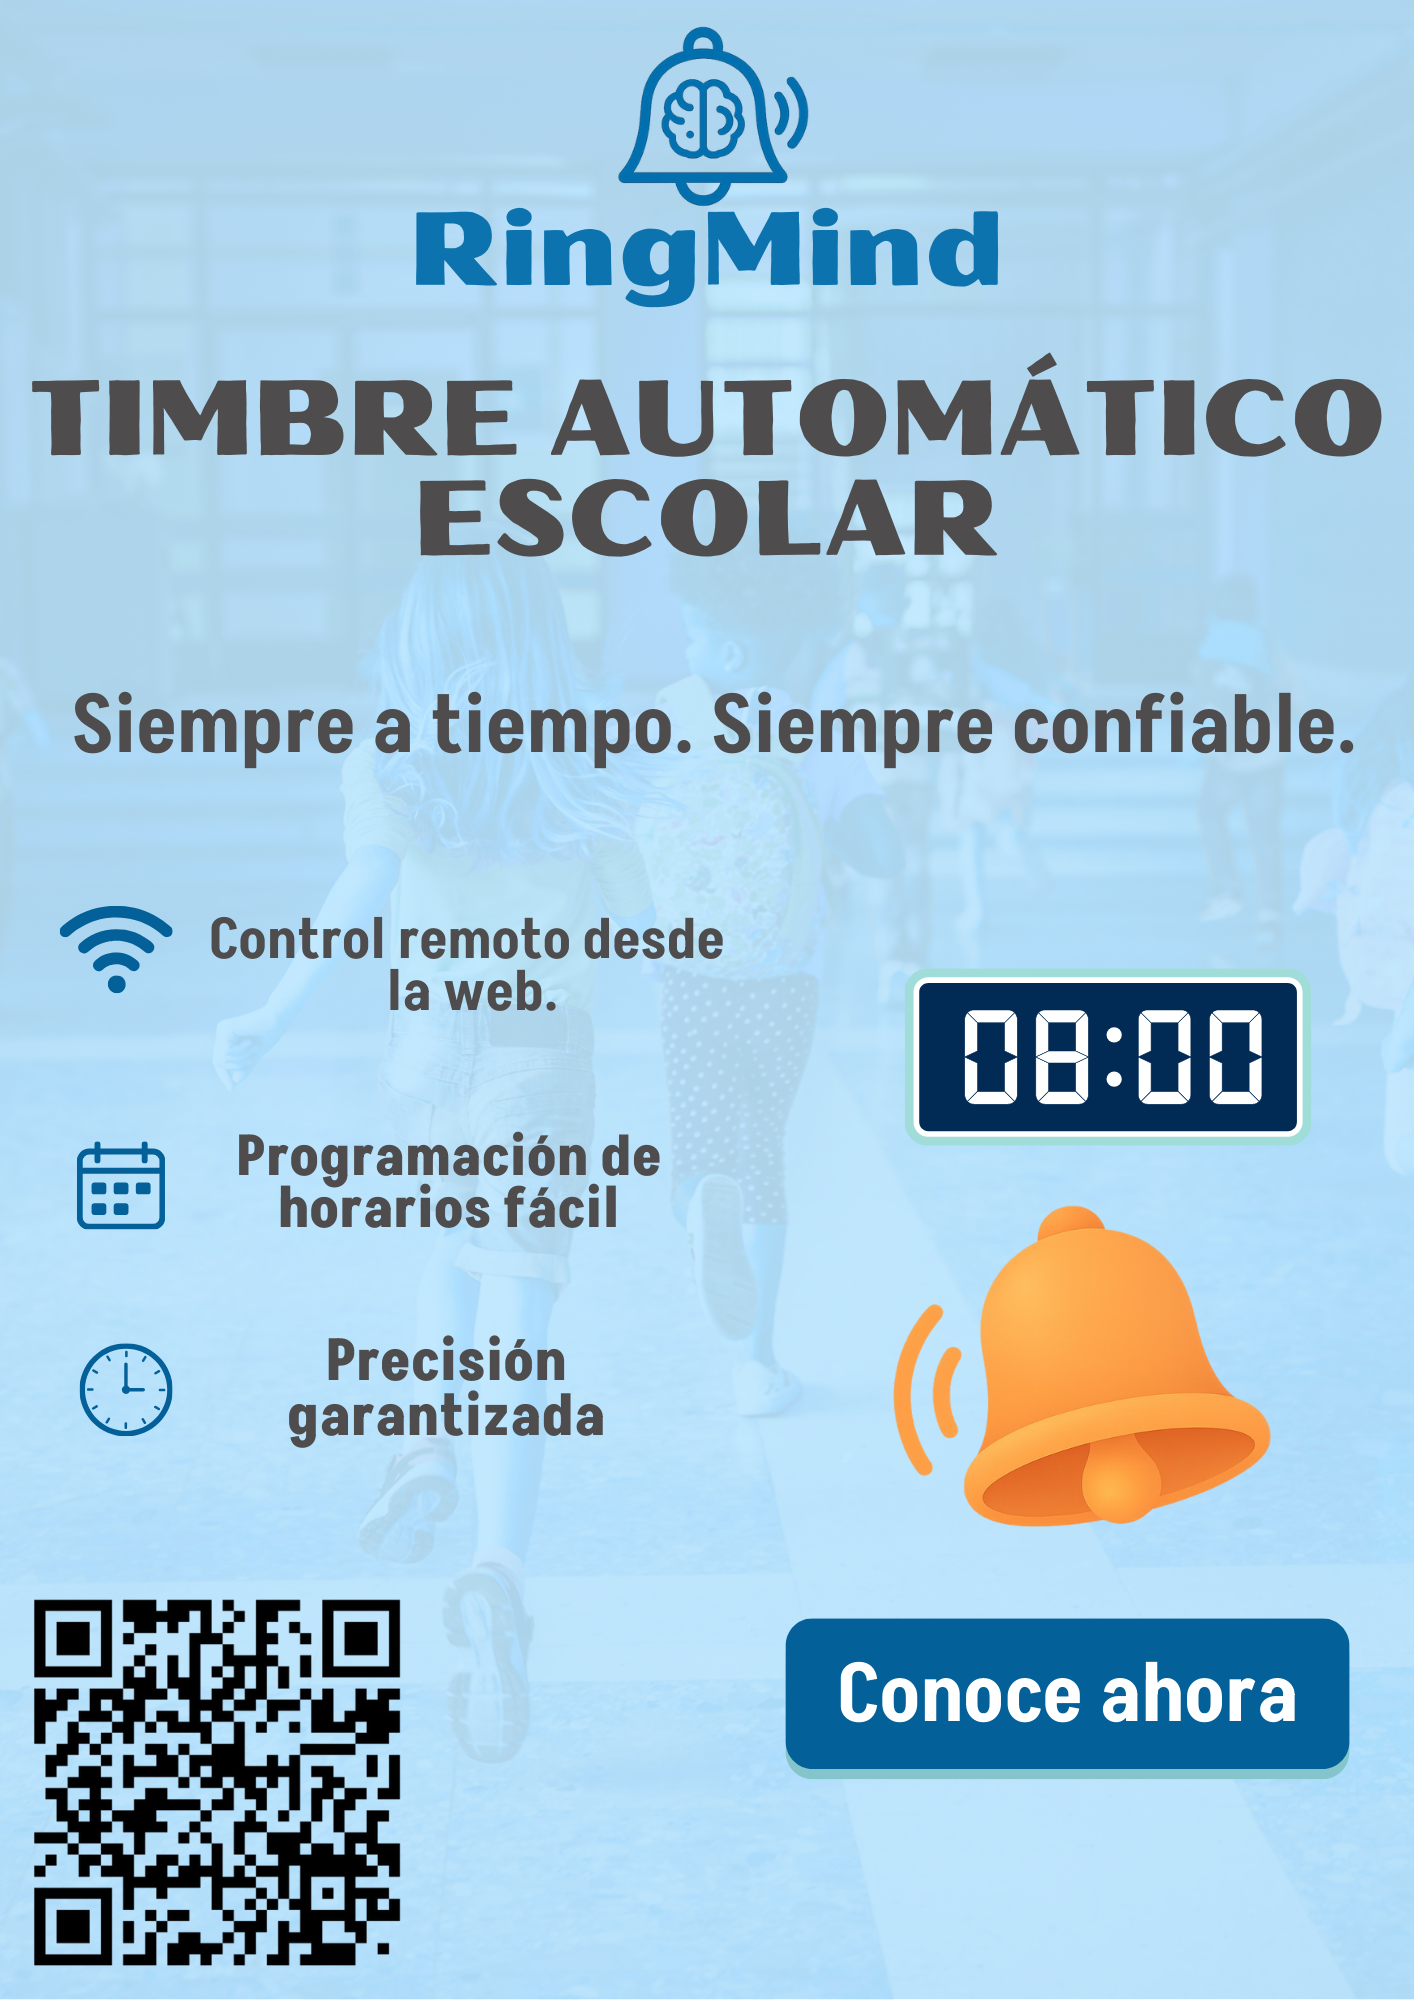 RingMind
TIMBRE AUTOMÁTICO
ESCOLAR
Siempre a tiempo. Siempre confiable.
Control remoto desde
la web.
08:00
Programación de
horarios fácil
Precisión
garantizada
Conoce ahora